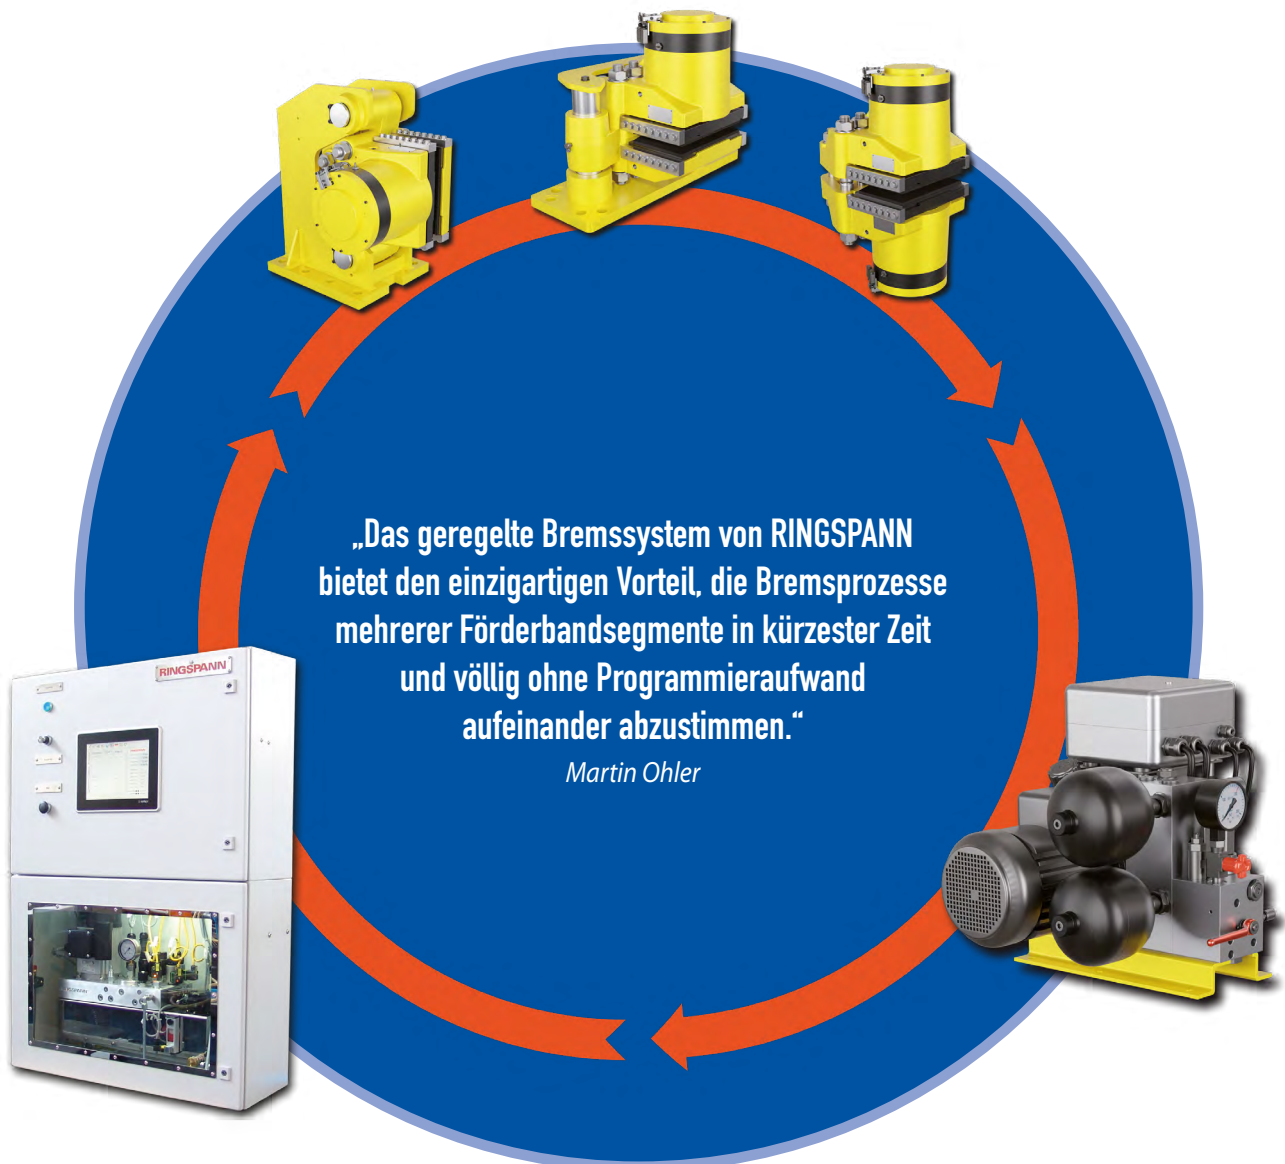 „Das geregelte Bremssystem von RINGSPANN
bietet den einzigartigen Vorteil, die Bremsprozesse
mehrerer Förderbandsegmente in kürzester Zeit
und völlig ohne Programmieraufwand
aufeinander abzustimmen.“
Martin Ohler
RINGSPANN